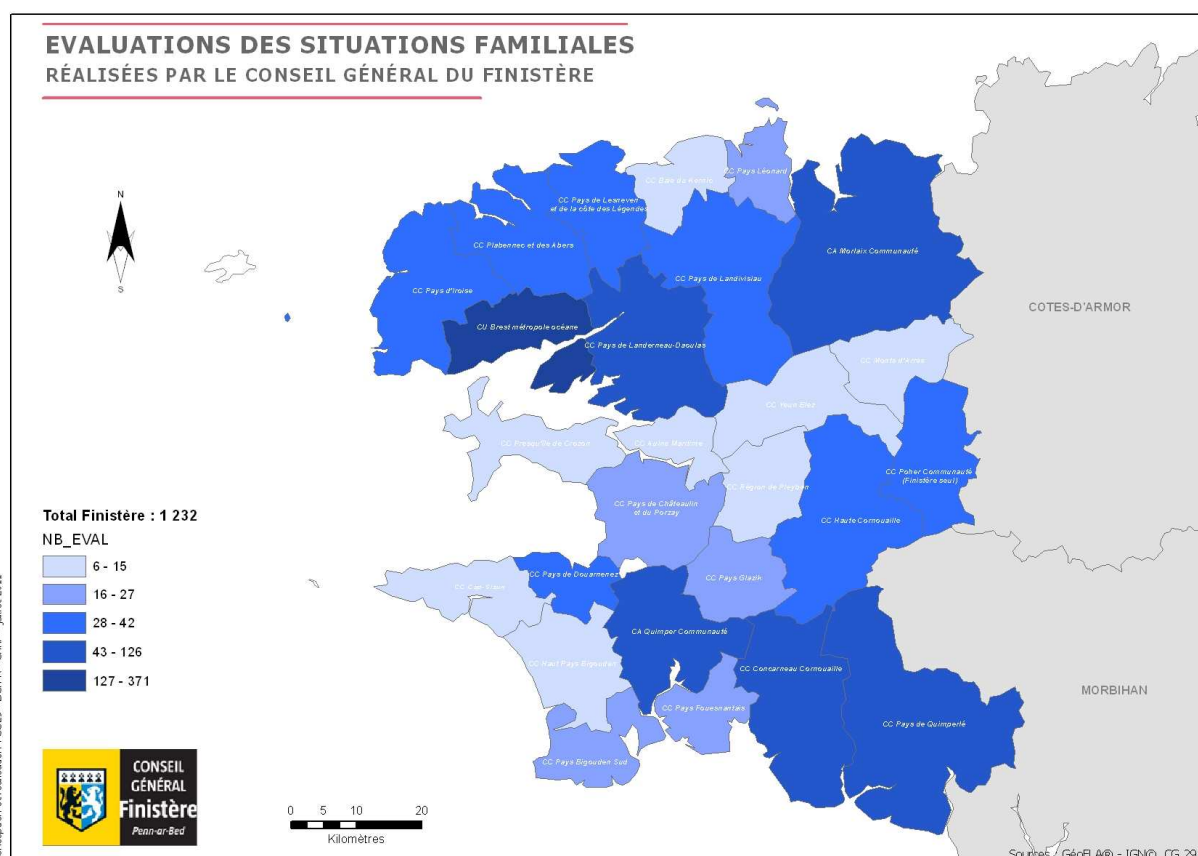 EVALUATIONS DES SITUATIONS FAMILIALES
RÉALISÉES PAR LE CONSEIL GÉNÉRAL DU FINISTÈRE
N
S
CC Pays Léonard
CC Pays de Lesneven
et de la côte des Légendes
CC Plabennec et des Abers
CA Morlaix Communauté
CC Pays de Landivisiau
CC Pays d'Iroise
COTES-D'ARMOR
CU Brest métropole océane
CC Pays de Landerneau-Daoulas
CC Monts d'Arrée
CC Yeun Elez
CC Presqu'île de Crozon
CC Aulne Maritime
CC Poher Communauté
(Finistère seul)
CC Région de Pleyben
CC Pays de Châteaulin
et du Porzay
CC Haute Cornouaille
Total Finistère : 1 232
NB_EVAL
6 - 15
16 - 27
28 - 42
43 - 126
127 - 371
CC Pays de Douarnenez
CC Pays Glazik
CC Cap Sizun
CA Quimper Communauté
CC Haut Pays Bigouden
CC Concarneau Cornouaille
MORBIHAN
CC Pays Fouesnantais
CC Pays de Quimperlé
CC Pays Bigouden Sud
CONSEIL
GÉNÉRAL
Finistère
Penn-ar-Bed
0 5 10 20
Kilomètres
Sources : GéoFLA® - IGN©, CG 29